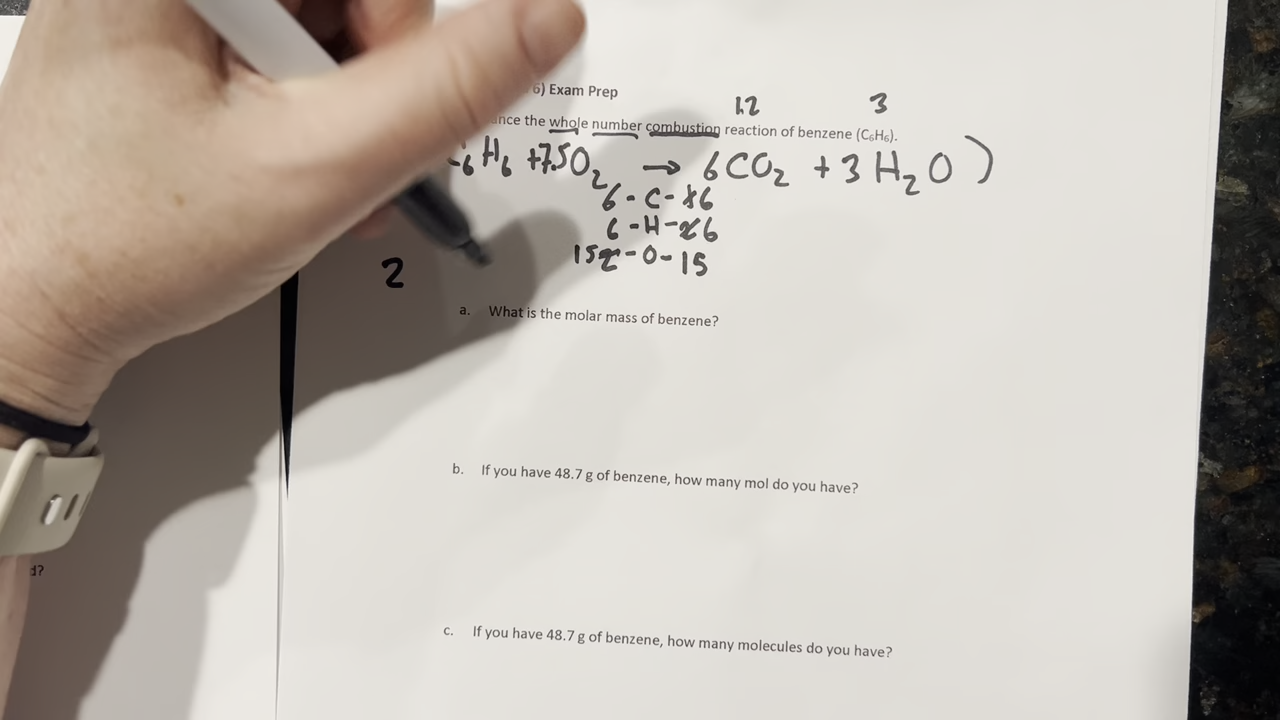 6) Exam Prep
12 3
the whole number combustion reaction of benzene (C₆H₆).
₆H₆ +7.5O₂ → 6CO₂ + 3H₂O )
6 - C - 6
6 - H - 6
15 - O - 15
2
a. What is the molar mass of benzene?
b. If you have 48.7 g of benzene, how many mol do you have?
d?
c. If you have 48.7 g of benzene, how many molecules do you have?